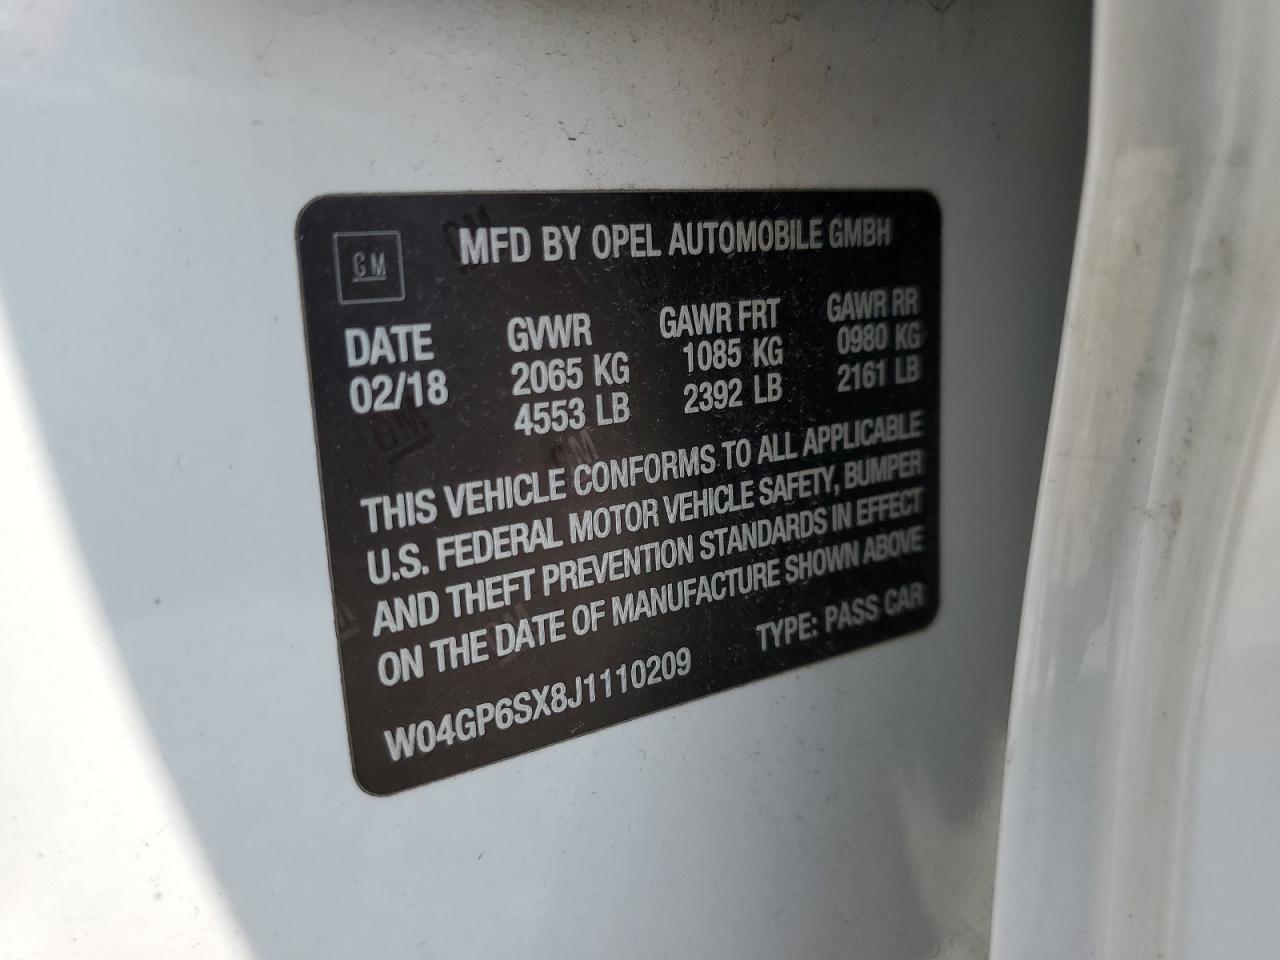 GM
MFD BY OPEL AUTOMOBILE GMBH
DATE GVWR GAWR FRT GAWR RR
02/18 2065 KG 1085 KG 0980 KG
4553 LB 2392 LB 2161 LB
THIS VEHICLE CONFORMS TO ALL APPLICABLE
U.S. FEDERAL MOTOR VEHICLE SAFETY, BUMPER
AND THEFT PREVENTION STANDARDS IN EFFECT
ON THE DATE OF MANUFACTURE SHOWN ABOVE
W04GP6SX8J1110209 TYPE: PASS CAR